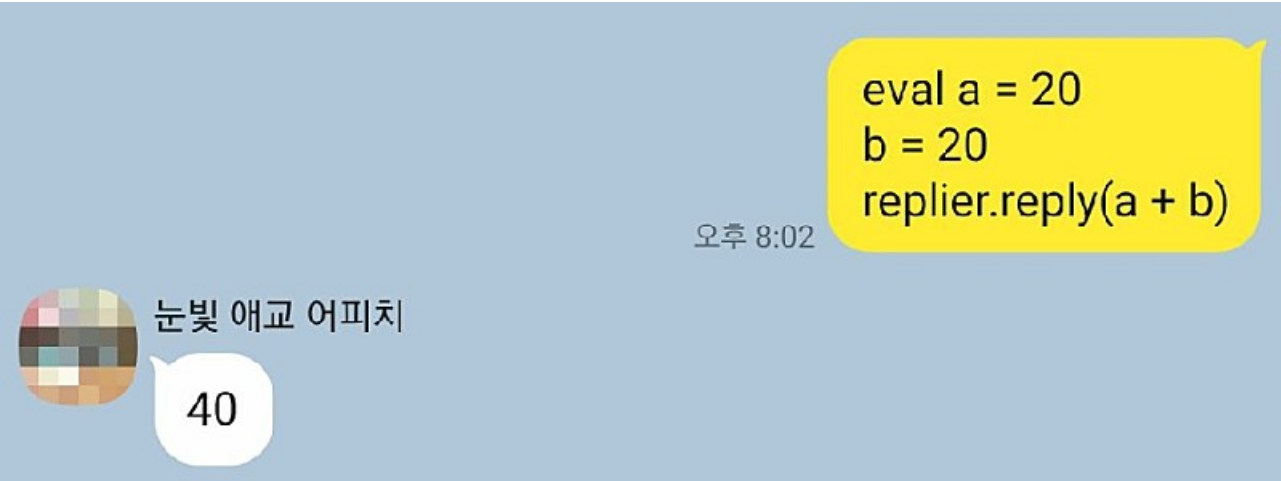 eval a = 20
b = 20
replier.reply(a + b)
오후 8:02
눈빛 애교 어피치
40